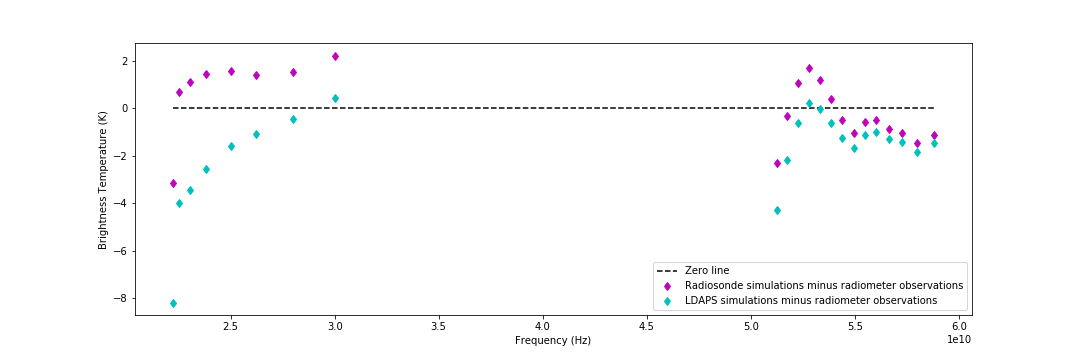 2
0
−2
−4
−6
−8
Brightness Temperature (K)
2.5
3.0
3.5
4.0
4.5
5.0
5.5
6.0
1e10
Frequency (Hz)
Zero line
Radiosonde simulations minus radiometer observations
LDAPS simulations minus radiometer observations